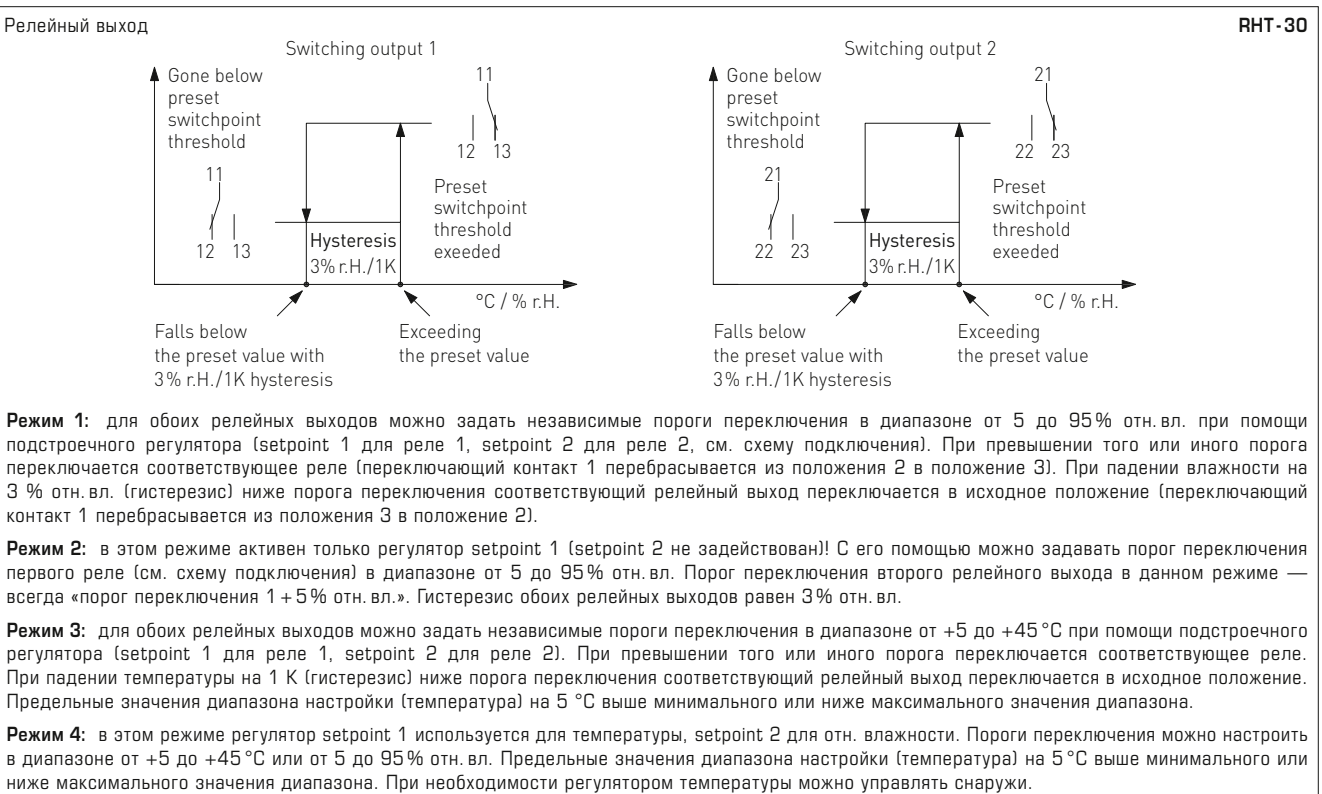 Релейный выход
RHT-30
Switching output 1
Gone below
preset
switchpoint
threshold
11
12 13
11
12 13
Preset
switchpoint
threshold
exeeded
Hysteresis
3% r.H./1K
°C / % r.H.
Falls below
the preset value with
3% r.H./1K hysteresis
Exceeding
the preset value
Switching output 2
Gone below
preset
switchpoint
threshold
21
22 23
21
22 23
Preset
switchpoint
threshold
exeeded
Hysteresis
3% r.H./1K
°C / % r.H.
Falls below
the preset value with
3% r.H./1K hysteresis
Exceeding
the preset value
Режим 1: для обоих релейных выходов можно задать независимые пороги переключения в диапазоне от 5 до 95% отн. вл. при помощи
подстроечного регулятора (setpoint 1 для реле 1, setpoint 2 для реле 2, см. схему подключения). При превышении того или иного порога
переключается соответствующее реле (переключающий контакт 1 перебрасывается из положения 2 в положение 3). При падении влажности на
3 % отн. вл. (гистерезис) ниже порога переключения соответствующий релейный выход переключается в исходное положение (переключающий
контакт 1 перебрасывается из положения 3 в положение 2).
Режим 2: в этом режиме активен только регулятор setpoint 1 (setpoint 2 не задействован)! С его помощью можно задавать порог переключения
первого реле (см. схему подключения) в диапазоне от 5 до 95% отн. вл. Порог переключения второго релейного выхода в данном режиме —
всегда «порог переключения 1 + 5% отн. вл.». Гистерезис обоих релейных выходов равен 3% отн. вл.
Режим 3: для обоих релейных выходов можно задать независимые пороги переключения в диапазоне от +5 до +45°C при помощи подстроечного
регулятора (setpoint 1 для реле 1, setpoint 2 для реле 2). При превышении того или иного порога переключается соответствующее реле.
При падении температуры на 1 К (гистерезис) ниже порога переключения соответствующий релейный выход переключается в исходное положение.
Предельные значения диапазона настройки (температура) на 5 °C выше минимального или ниже максимального значения диапазона.
Режим 4: в этом режиме регулятор setpoint 1 используется для температуры, setpoint 2 для отн. влажности. Пороги переключения можно настроить
в диапазоне от +5 до +45°C или от 5 до 95% отн. вл. Предельные значения диапазона настройки (температура) на 5°C выше минимального или
ниже максимального значения диапазона. При необходимости регулятором температуры можно управлять снаружи.